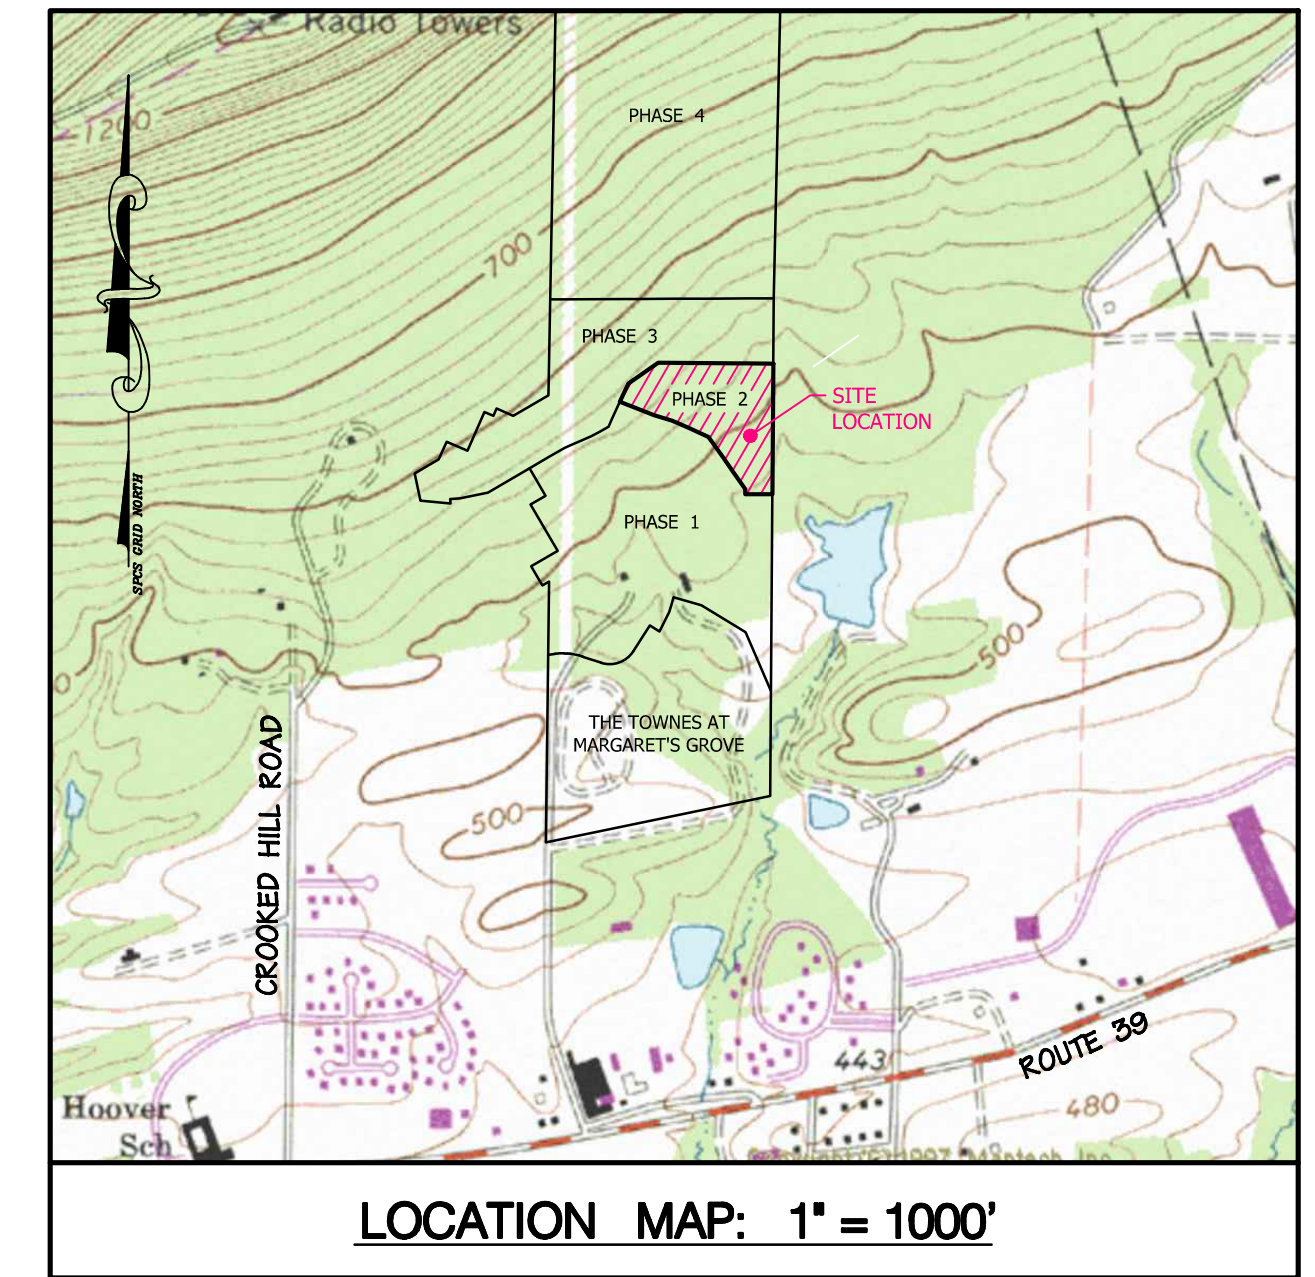 Radio Towers
1200
PHASE 4
700
PHASE 3
PHASE 2
SITE
LOCATION
SPCS GRID NORTH
PHASE 1
500
THE TOWNES AT
MARGARET'S GROVE
CROOKED HILL ROAD
500
ROUTE 39
443
480
Hoover
Sch
LOCATION MAP: 1" = 1000'